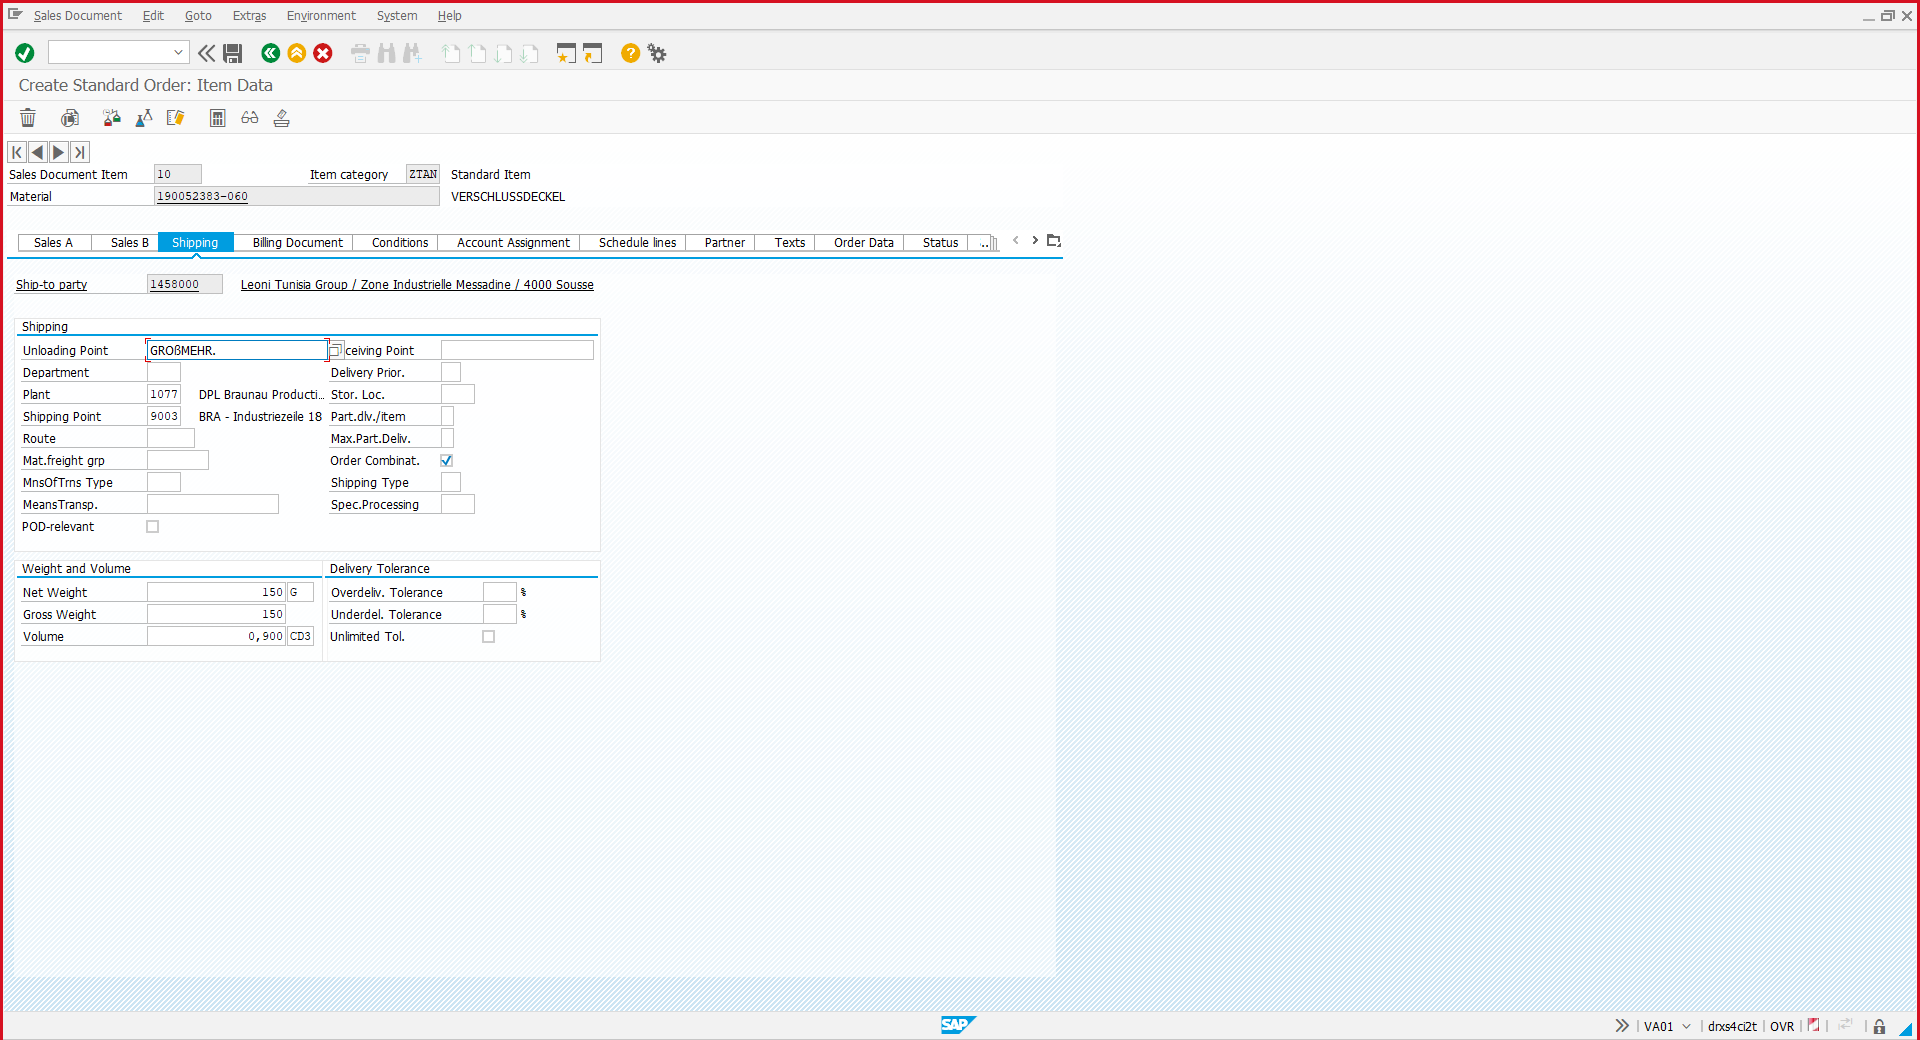 Sales Document Edit Goto Extras Environment System Help
Create Standard Order: Item Data
Sales Document Item 10 Item category ZTAN Standard Item
Material 190052383-060 VERSCHLUSSDECKEL
Sales A Sales B Shipping Billing Document Conditions Account Assignment Schedule lines Partner Texts Order Data Status ..
Ship-to party 1458000 Leoni Tunisia Group / Zone Industrielle Messadine / 4000 Sousse
Shipping
Unloading Point GROßMEHR. ceiving Point
Department Delivery Prior.
Plant 1077 DPL Braunau Producti... Stor. Loc.
Shipping Point 9003 BRA - Industriezeile 18 Part.dlv./item
Route Max.Part.Deliv.
Mat.freight grp Order Combinat.
MnsOfTrns Type Shipping Type
MeansTransp. Spec.Processing
POD-relevant
Weight and Volume Delivery Tolerance
Net Weight 150 G Overdeliv. Tolerance %
Gross Weight 150 Underdel. Tolerance %
Volume 0,900 CD3 Unlimited Tol.
SAP VA01 drxs4ci2t OVR